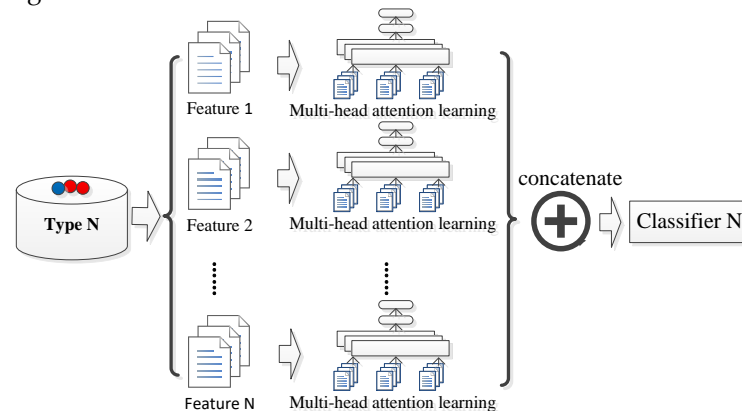 Feature 1
Multi-head attention learning
Type N
Feature 2
Multi-head attention learning
concatenate
Classifier N
Feature N
Multi-head attention learning